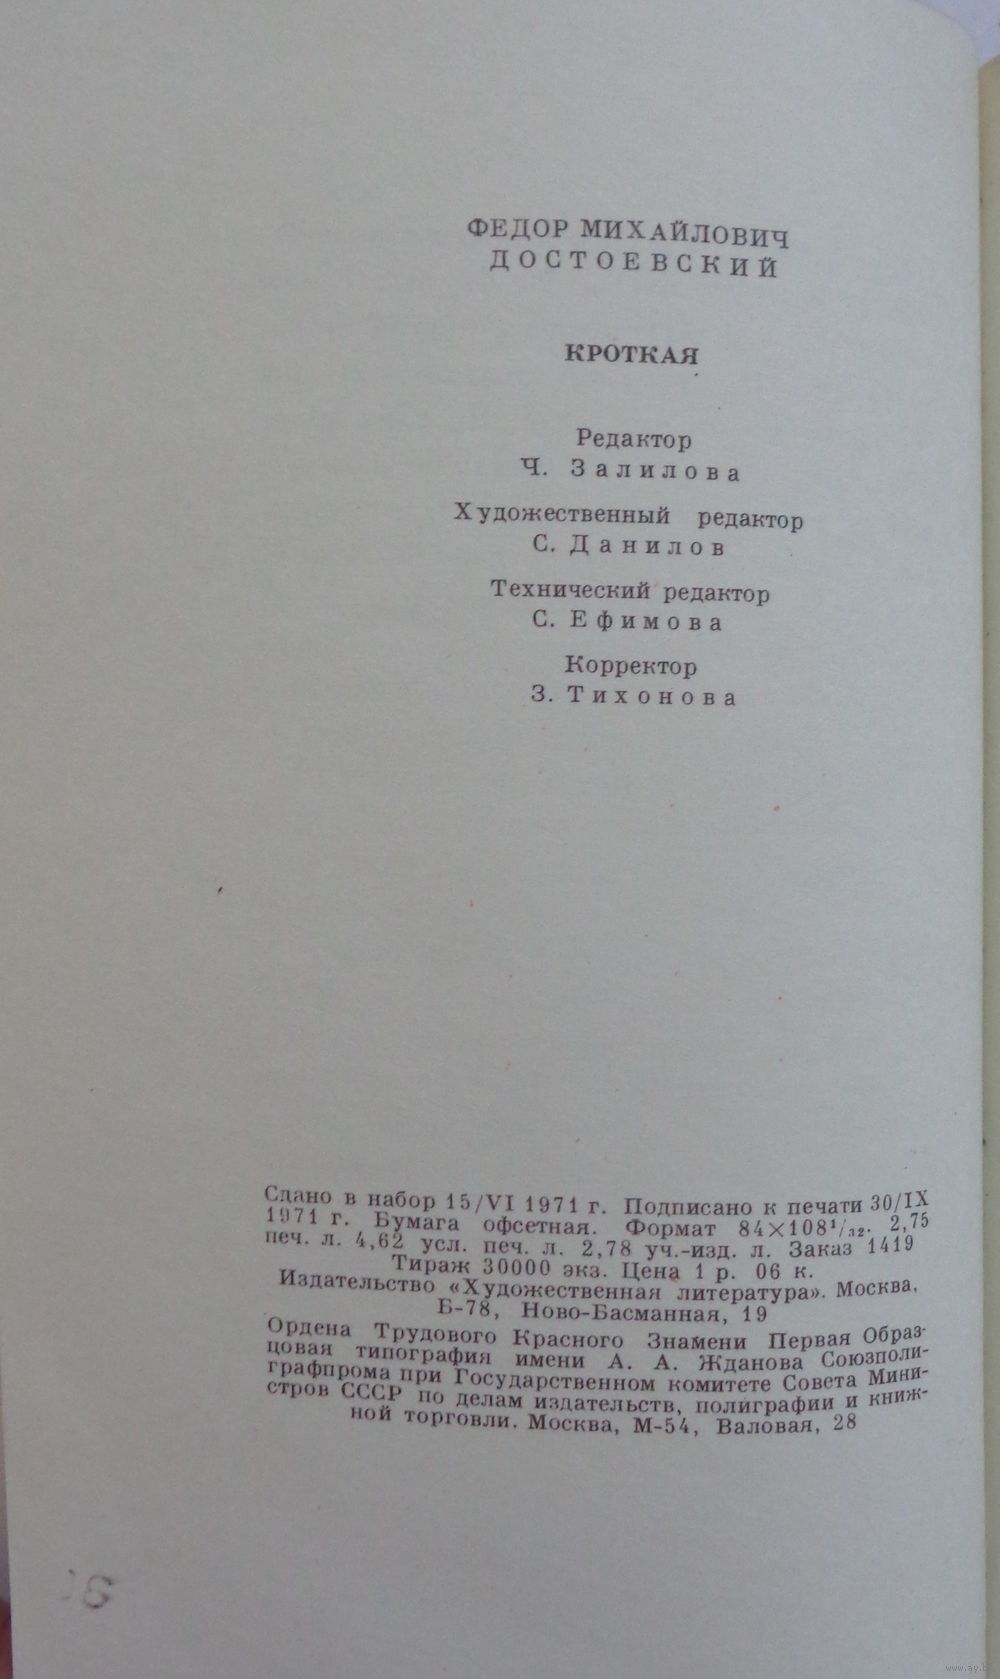 ФЕДОР МИХАЙЛОВИЧ
ДОСТОЕВСКИЙ
КРОТКАЯ
Редактор
Ч. Залилова
Художественный редактор
С. Данилов
Технический редактор
С. Ефимова
Корректор
З. Тихонова
Сдано в набор 15/VI 1971 г. Подписано к печати 30/IX
1971 г. Бумага офсетная. Формат 84×108¹/₃₂. 2,75
печ. л. 4,62 усл. печ. л. 2,78 уч.-изд. л. Заказ 1419
Тираж 30000 экз. Цена 1 р. 06 к.
Издательство «Художественная литература». Москва,
Б-78, Ново-Басманная, 19
Ордена Трудового Красного Знамени Первая Образ-
цовая типография имени А. А. Жданова Союзполи-
графпрома при Государственном комитете Совета Мини-
стров СССР по делам издательств, полиграфии и книж-
ной торговли. Москва, М-54, Валовая, 28